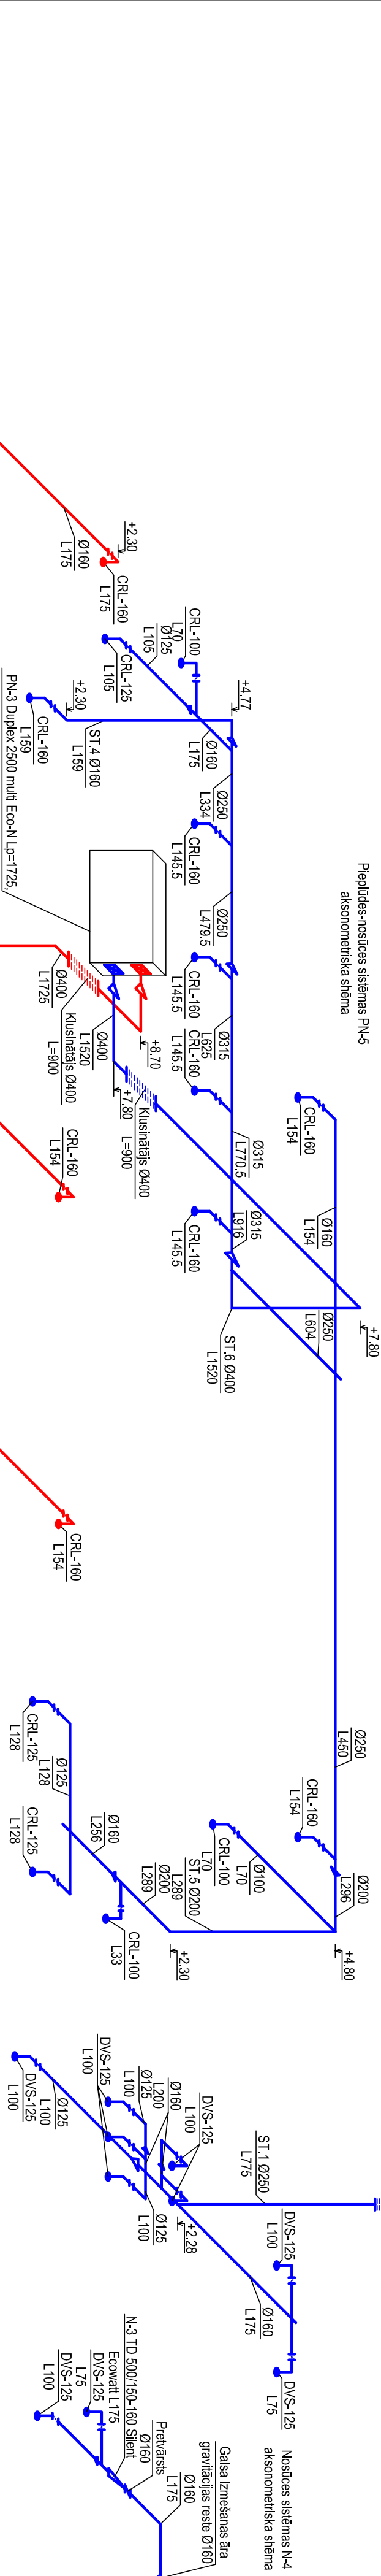 Pieplūdes-nosūces sistēmas PN-5
aksonometriska shēma
Ø160
L175
+2.30
CRL-160
L175
CRL-100
L70
Ø125
L105
CRL-125
L105
+4.77
Ø160
L175
+2.30
CRL-160
L159
ST.4 Ø160
L159
PN-3 Duplex 2500 multi Eco-N Lp=1725,
Ø250
L334
CRL-160
L145.5
Ø250
L479.5
CRL-160
L145.5
Ø315
L625
CRL-160
L145.5
Ø315
L770.5
CRL-160
L145.5
Ø315
L916
Ø400
L1725
Klusinātājs Ø400
L=900
Ø400
L1520
+8.70
+7.80
Klusinātājs Ø400
L=900
CRL-160
L154
CRL-160
L154
Ø160
L154
+7.80
Ø250
L604
ST.6 Ø400
L1520
CRL-160
L154
Ø250
L450
CRL-160
L154
Ø200
L296
+4.80
Ø100
L70
CRL-100
L70
ST.5 Ø200
L289
Ø200
L289
+2.30
Ø160
L256
CRL-100
L33
Ø125
L128
CRL-125
L128
CRL-125
L128
Nosūces sistēmas N-4
aksonometriska shēma
ST.1 Ø250
L775
DVS-125
L100
DVS-125
L75
Ø160
L175
DVS-125
L100
+2.28
Ø160
L200
Ø125
L100
DVS-125
L100
Ø125
L100
Ø125
L100
DVS-125
L100
Gaisa izmešanas āra
gravitācijas reste Ø160
Ø160
L175
Pretvārsts
Ø160
N-3 TD 500/150-160 Silent
Ecowatt L175
DVS-125
L75
DVS-125
L100